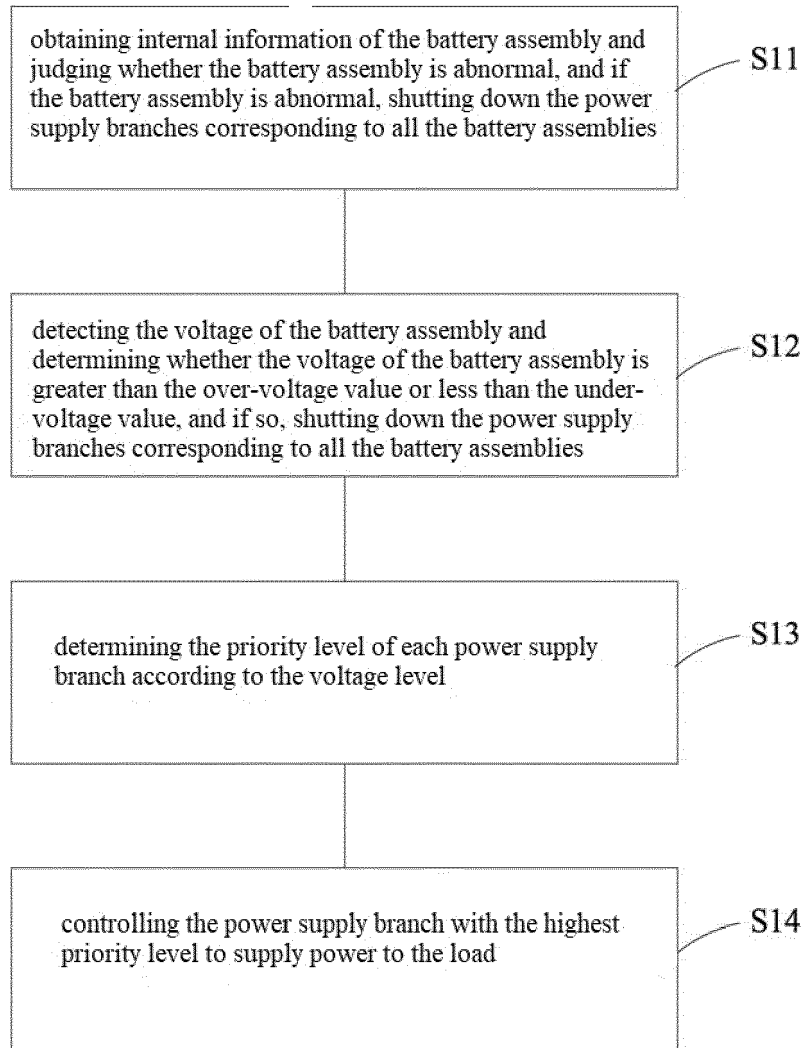 obtaining internal information of the battery assembly and
judging whether the battery assembly is abnormal, and if
the battery assembly is abnormal, shutting down the power
supply branches corresponding to all the battery assemblies
S11
detecting the voltage of the battery assembly and
determining whether the voltage of the battery assembly is
greater than the over-voltage value or less than the under-
voltage value, and if so, shutting down the power supply
branches corresponding to all the battery assemblies
S12
determining the priority level of each power supply
branch according to the voltage level
S13
controlling the power supply branch with the highest
priority level to supply power to the load
S14